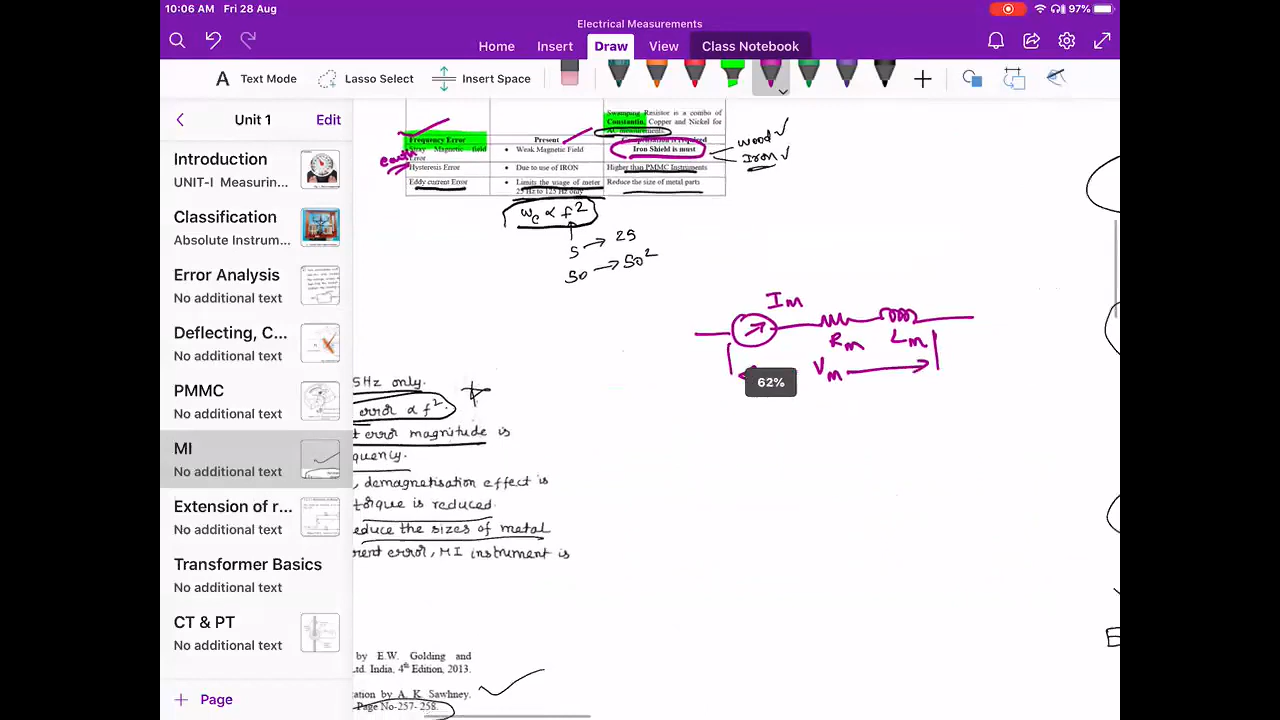 10:06 AM Fri 28 Aug
97%
Electrical Measurements
Home Insert Draw View Class Notebook
Text Mode Lasso Select Insert Space
Unit 1 Edit
Introduction
UNIT-I Measurin...
Classification
Absolute Instrum...
Error Analysis
No additional text
Deflecting, C...
No additional text
PMMC
No additional text
MI
No additional text
Extension of r...
No additional text
Transformer Basics
No additional text
CT & PT
No additional text
+ Page
Swamping Resistor is a combo of
Constantin, Copper and Nickel for
AC measurements.
Frequency Error Present
Magnetic field • Weak Magnetic Field Iron Shield is must
Error
earth
wood ✓
Iron ✓
Hysteresis Error • Due to use of IRON Higher than PMMC Instruments
Eddy current Error • Limits the usage of meter Reduce the size of metal parts
25 Hz to 125 Hz only
∝ f²
5 → 25
50 → 50²
Im
Rm Lm
Vm
62%
5Hz only.
error ∝ f².
t error magnitude is
quency.
, demagnetisation effect is
torque is reduced.
educe the sizes of metal
rent error, MI instrument is
by E.W. Golding and
td. India, 4th Edition, 2013.
tation by A. K. Sawhney.
Page No-257- 258.